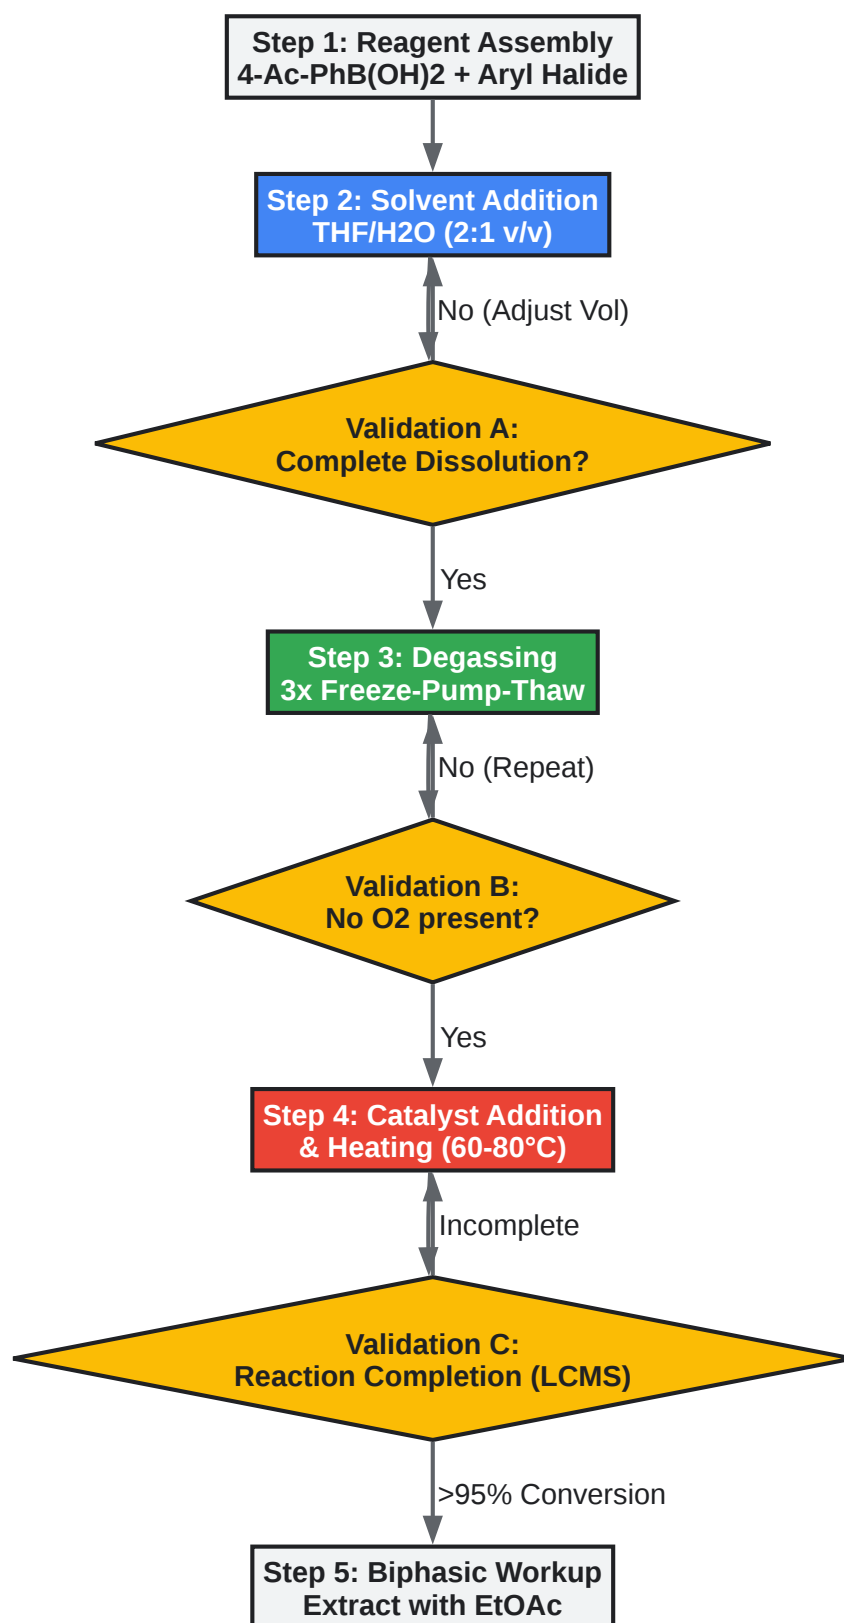 Step 1: Reagent Assembly
4-Ac-PhB(OH)2 + Aryl Halide
Step 2: Solvent Addition
THF/H2O (2:1 v/v)
No (Adjust Vol)
Validation A:
Complete Dissolution?
Yes
Step 3: Degassing
3x Freeze-Pump-Thaw
No (Repeat)
Validation B:
No O2 present?
Yes
Step 4: Catalyst Addition
& Heating (60-80°C)
Incomplete
Validation C:
Reaction Completion (LCMS)
>95% Conversion
Step 5: Biphasic Workup
Extract with EtOAc